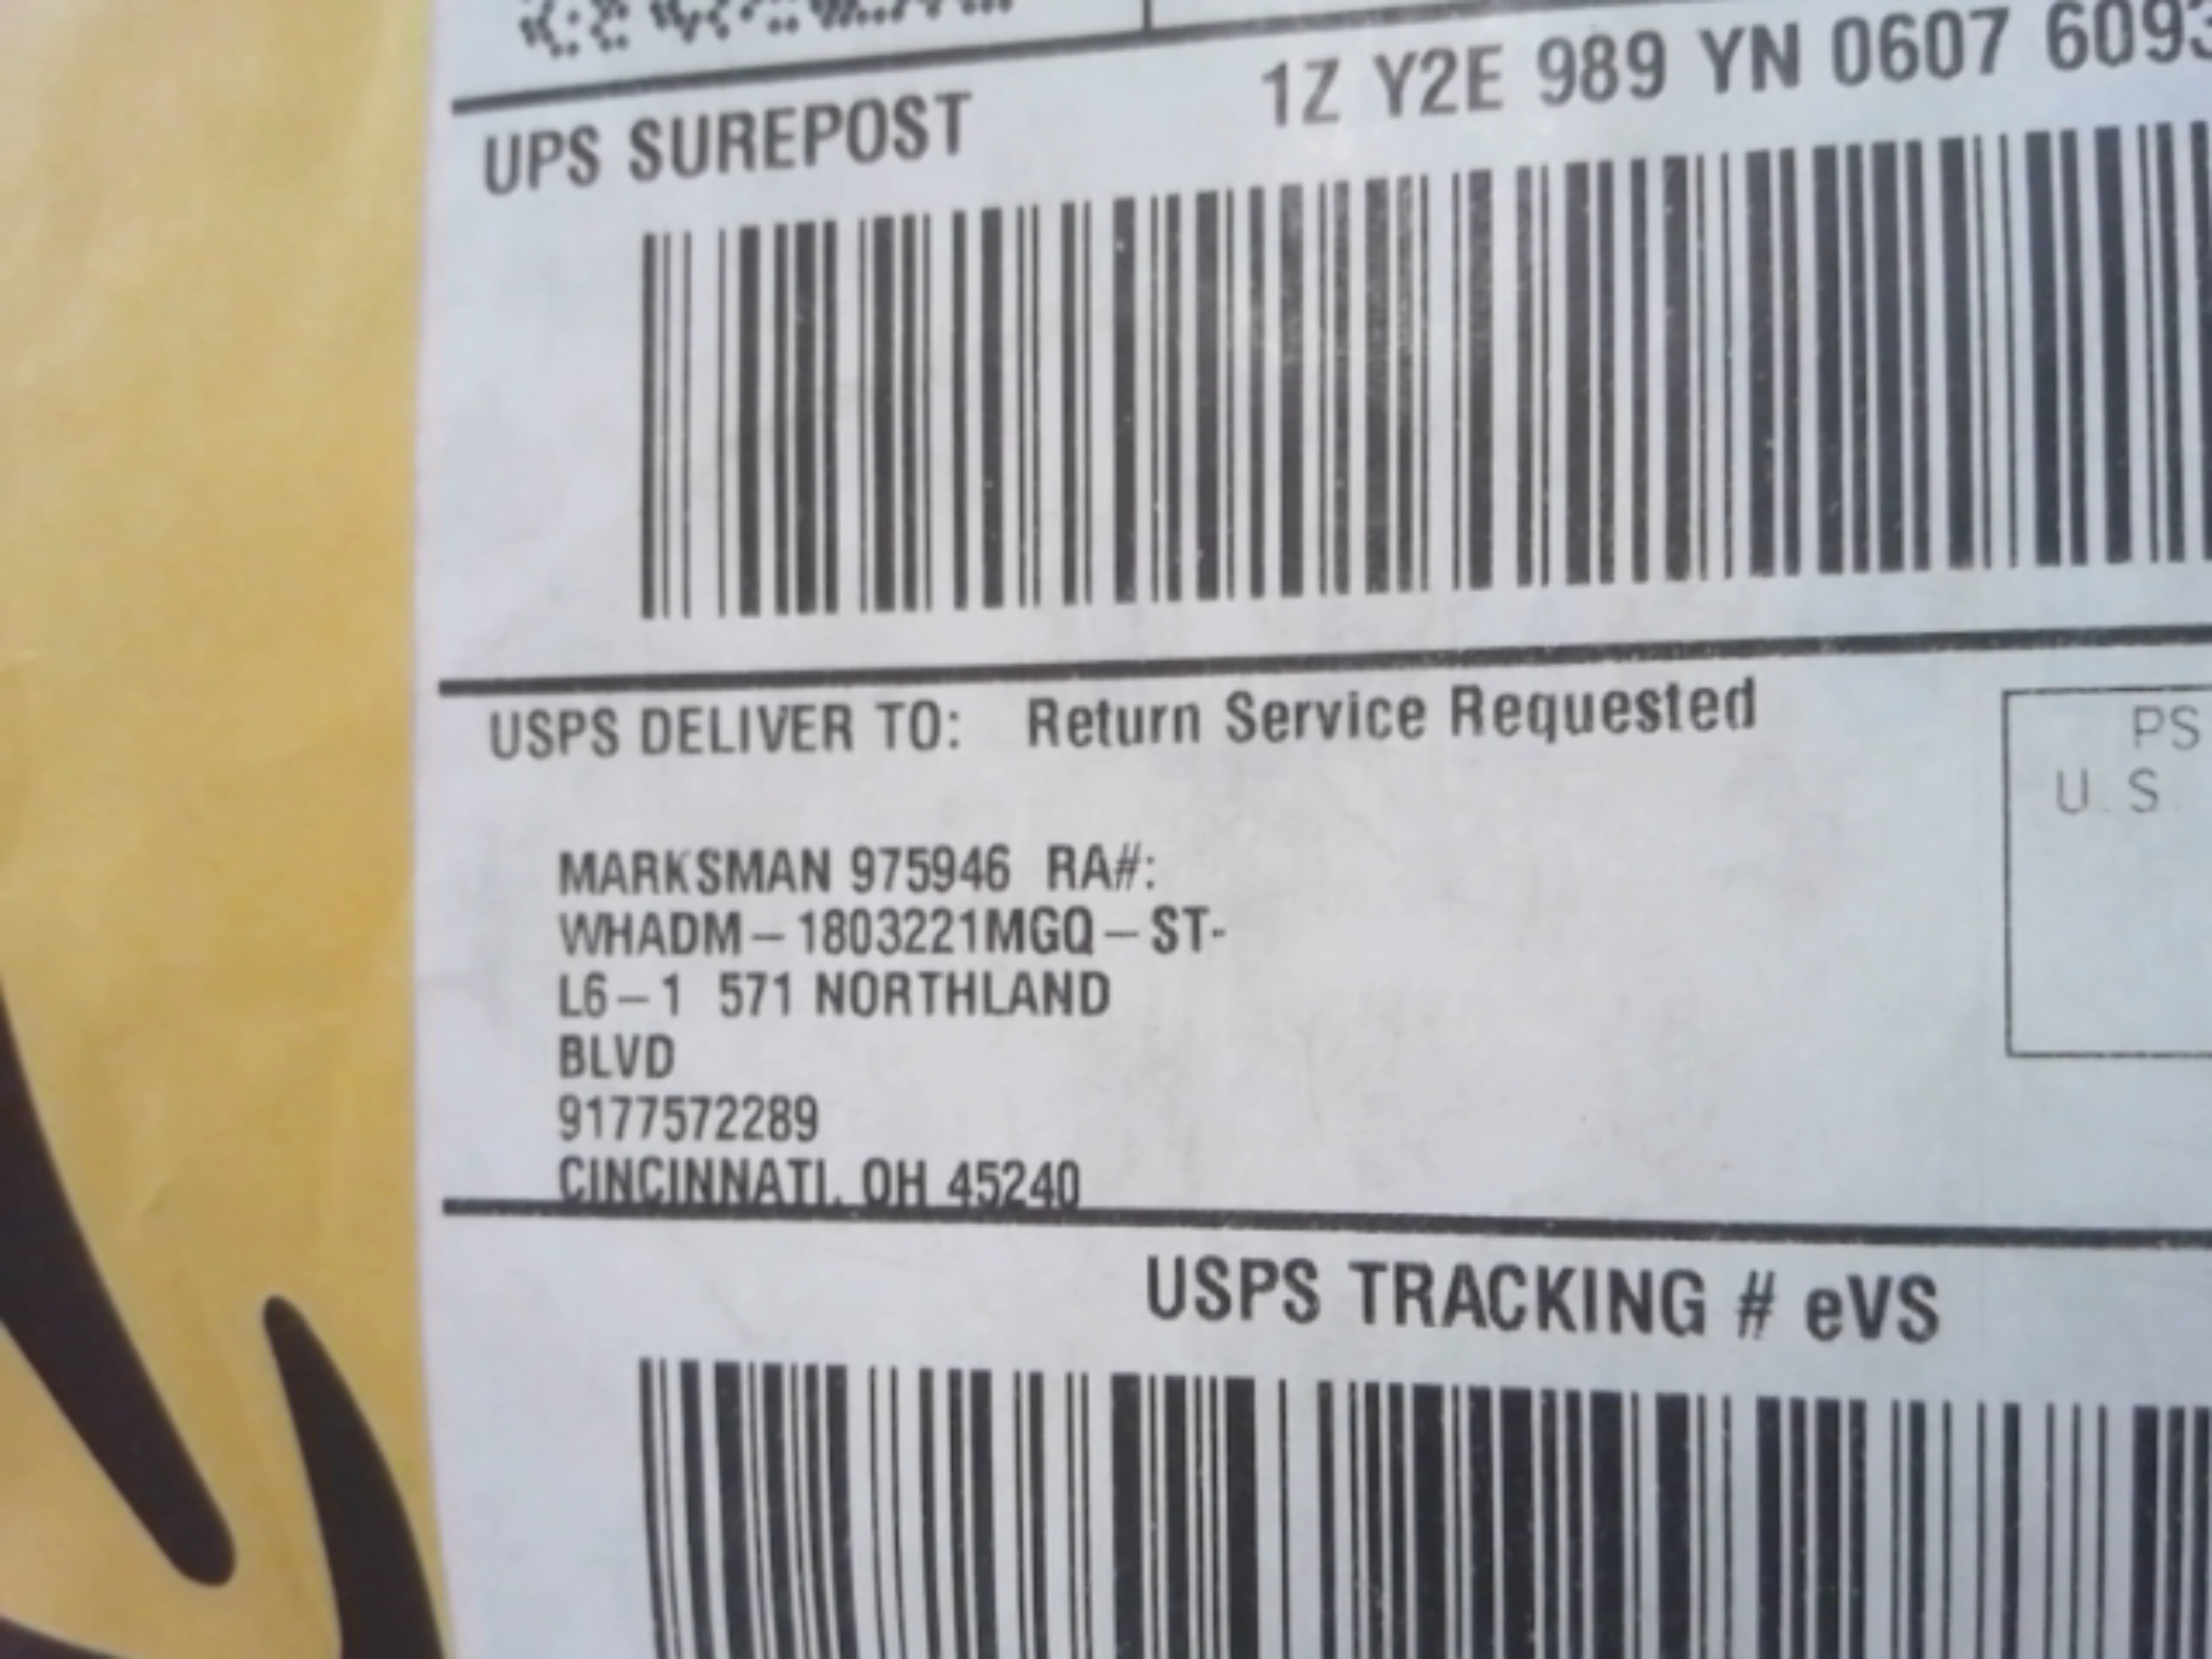 UPS SUREPOST
1Z Y2E 989 YN 0607 6093
USPS DELIVER TO: Return Service Requested
PS
U.S.
MARKSMAN 975946 RA#:
WHADM-1803221MGQ-ST-
L6-1 571 NORTHLAND
BLVD
9177572289
CINCINNATI, OH 45240
USPS TRACKING # eVS